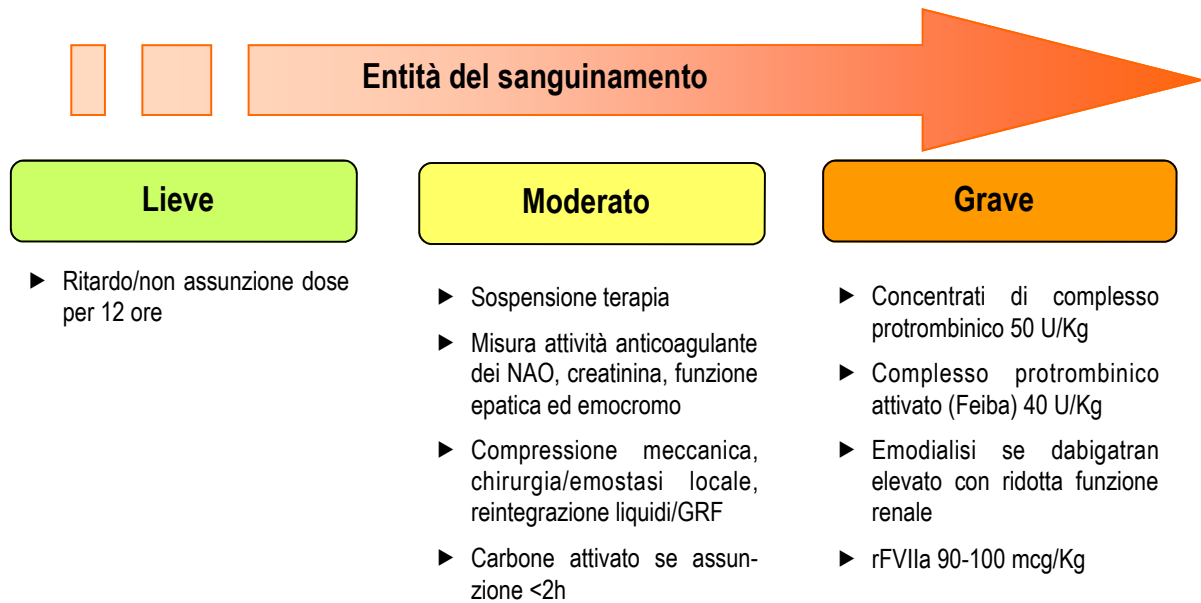 Entità del sanguinamento
Lieve
▶ Ritardo/non assunzione dose
per 12 ore
Moderato
▶ Sospensione terapia
▶ Misura attività anticoagulante
dei NAO, creatinina, funzione
epatica ed emocromo
▶ Compressione meccanica,
chirurgia/emostasi locale,
reintegrazione liquidi/GRF
▶ Carbone attivato se assun-
zione <2h
Grave
▶ Concentrati di complesso
protrombinico 50 U/Kg
▶ Complesso protrombinico
attivato (Feiba) 40 U/Kg
▶ Emodialisi se dabigatran
elevato con ridotta funzione
renale
▶ rFVIIa 90-100 mcg/Kg